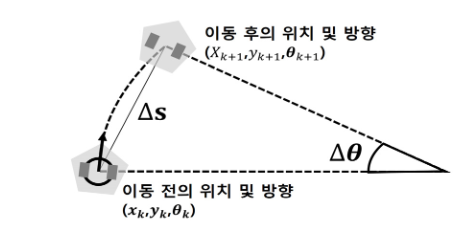 이동 후의 위치 및 방향
(X_{k+1},y_{k+1},θ_{k+1})
Δs
Δθ
이동 전의 위치 및 방향
(x_k,y_k,θ_k)